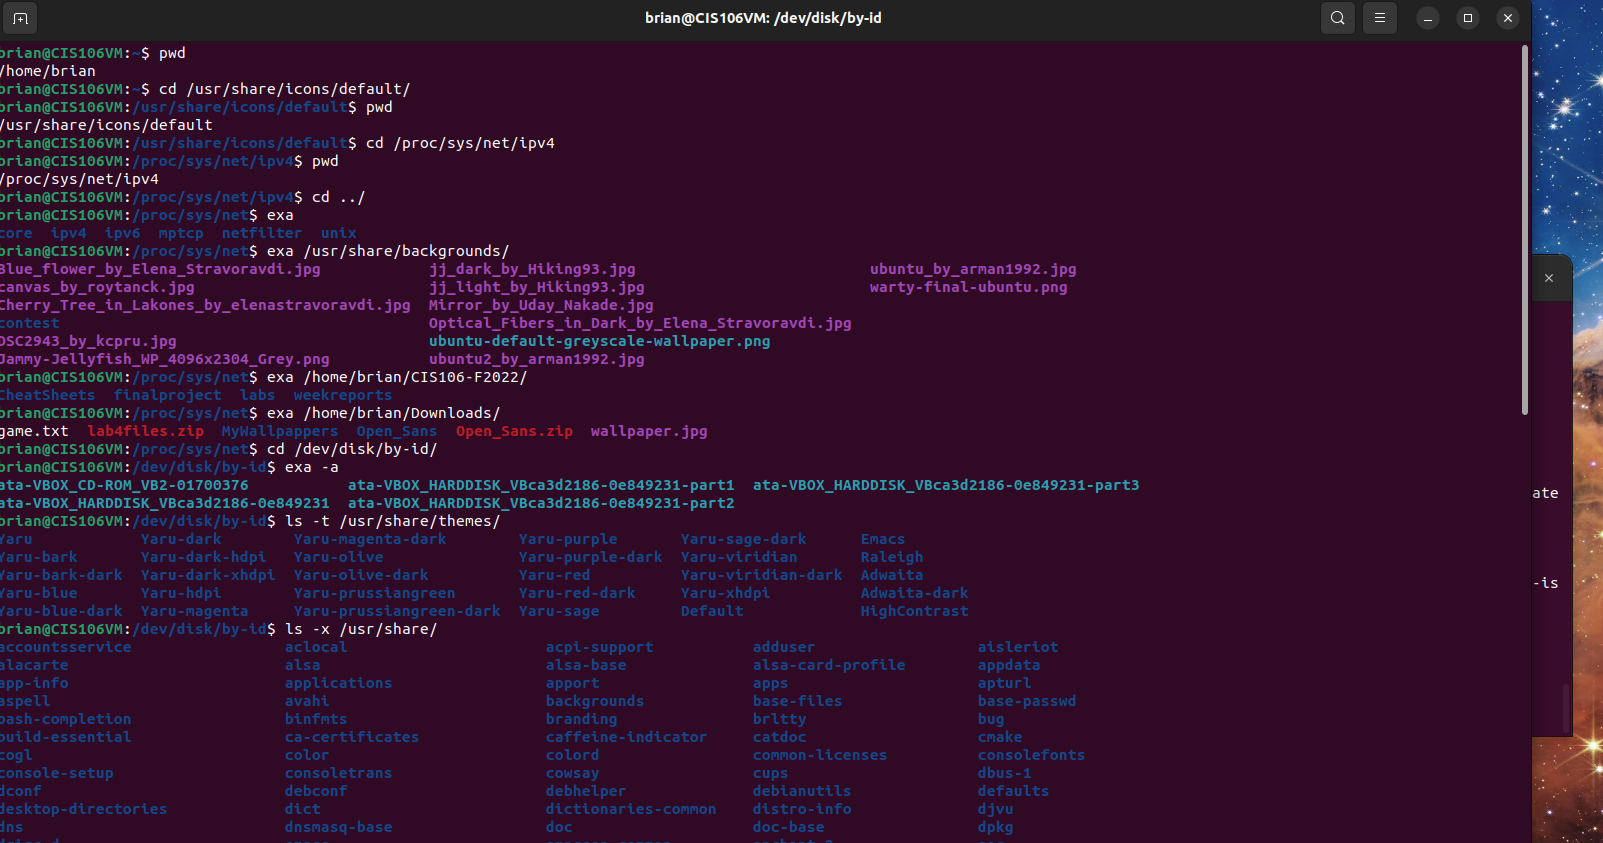 brian@CIS106VM: /dev/disk/by-id
brian@CIS106VM:~$ pwd
/home/brian
brian@CIS106VM:~$ cd /usr/share/icons/default/
brian@CIS106VM:/usr/share/icons/default$ pwd
/usr/share/icons/default
brian@CIS106VM:/usr/share/icons/default$ cd /proc/sys/net/ipv4
brian@CIS106VM:/proc/sys/net/ipv4$ pwd
/proc/sys/net/ipv4
brian@CIS106VM:/proc/sys/net/ipv4$ cd ../
brian@CIS106VM:/proc/sys/net$ exa
core ipv4 ipv6 mptcp netfilter unix
brian@CIS106VM:/proc/sys/net$ exa /usr/share/backgrounds/
Blue_flower_by_Elena_Stravoravdi.jpg jj_dark_by_Hiking93.jpg ubuntu_by_arman1992.jpg
canvas_by_roytanck.jpg jj_light_by_Hiking93.jpg warty-final-ubuntu.png
Cherry_Tree_in_Lakones_by_elenastravoravdi.jpg Mirror_by_Uday_Nakade.jpg
contest Optical_Fibers_in_Dark_by_Elena_Stravoravdi.jpg
DSC2943_by_kcpru.jpg ubuntu-default-greyscale-wallpaper.png
Jammy-Jellyfish_WP_4096x2304_Grey.png ubuntu2_by_arman1992.jpg
brian@CIS106VM:/proc/sys/net$ exa /home/brian/CIS106-F2022/
CheatSheets finalproject labs weekreports
brian@CIS106VM:/proc/sys/net$ exa /home/brian/Downloads/
game.txt lab4files.zip MyWallpappers Open_Sans Open_Sans.zip wallpaper.jpg
brian@CIS106VM:/proc/sys/net$ cd /dev/disk/by-id/
brian@CIS106VM:/dev/disk/by-id$ exa -a
ata-VBOX_CD-ROM_VB2-01700376 ata-VBOX_HARDDISK_VBca3d2186-0e849231-part1 ata-VBOX_HARDDISK_VBca3d2186-0e849231-part3
ata-VBOX_HARDDISK_VBca3d2186-0e849231 ata-VBOX_HARDDISK_VBca3d2186-0e849231-part2
ate
brian@CIS106VM:/dev/disk/by-id$ ls -t /usr/share/themes/
Yaru Yaru-dark Yaru-magenta-dark Yaru-purple Yaru-sage-dark Emacs
Yaru-bark Yaru-dark-hdpi Yaru-olive Yaru-purple-dark Yaru-viridian Raleigh
Yaru-bark-dark Yaru-dark-xhdpi Yaru-olive-dark Yaru-red Yaru-viridian-dark Adwaita
-is
Yaru-blue Yaru-hdpi Yaru-prussiangreen Yaru-red-dark Yaru-xhdpi Adwaita-dark
Yaru-blue-dark Yaru-magenta Yaru-prussiangreen-dark Yaru-sage Default HighContrast
brian@CIS106VM:/dev/disk/by-id$ ls -x /usr/share/
accountsservice aclocal acpi-support adduser aisleriot
alacarte alsa alsa-base alsa-card-profile appdata
app-info applications apport apps apturl
aspell avahi backgrounds base-files base-passwd
bash-completion binfmts branding brltty bug
build-essential ca-certificates caffeine-indicator catdoc cmake
cogl color colord common-licenses consolefonts
console-setup consoletrans cowsay cups dbus-1
dconf debconf debhelper debianutils defaults
desktop-directories dict dictionaries-common distro-info djvu
dns dnsmasq-base doc doc-base dpkg